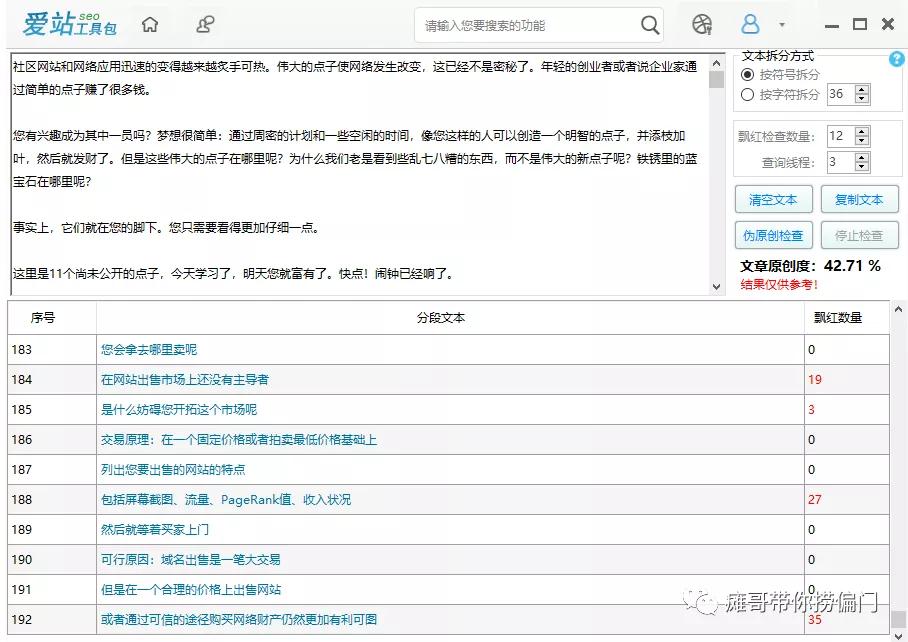 爱站seo工具包
请输入您要搜索的功能
社区网站和网络应用迅速的变得越来越炙手可热。伟大的点子使网络发生改变，这已经不是密秘了。年轻的创业者或者说企业家通
过简单的点子赚了很多钱。
您有兴趣成为其中一员吗？梦想很简单：通过周密的计划和一些空闲的时间，像您这样的人可以创造一个明智的点子，并添枝加
叶，然后就发财了。但是这些伟大的点子在哪里呢？为什么我们老是看到些乱七八糟的东西，而不是伟大的新点子呢？铁锈里的蓝
宝石在哪里呢？
事实上，它们就在您的脚下。您只需要看得更加仔细一点。
这里是11个尚未公开的点子，今天学习了，明天您就富有了。快点！闹钟已经响了。
文本拆分方式
?
按符号拆分
按字符拆分 36
飘红检查数量： 12
查询线程： 3
清空文本 复制文本
伪原创检查 停止检查
文章原创度：42.71 %
结果仅供参考！
序号 分段文本 飘红数量
183 您会拿去哪里卖呢 0
184 在网站出售市场上还没有主导者 19
185 是什么妨碍您开拓这个市场呢 3
186 交易原理：在一个固定价格或者拍卖最低价格基础上 0
187 列出您要出售的网站的特点 0
188 包括屏幕截图、流量、PageRank值、收入状况 27
189 然后就等着买家上门 0
190 可行原因：域名出售是一笔大交易 0
191 但是在一个合理的价格上出售网站 0
192 或者通过可信的途径购买网络财产仍然更加有利可图 35
瘫哥带你捞偏门